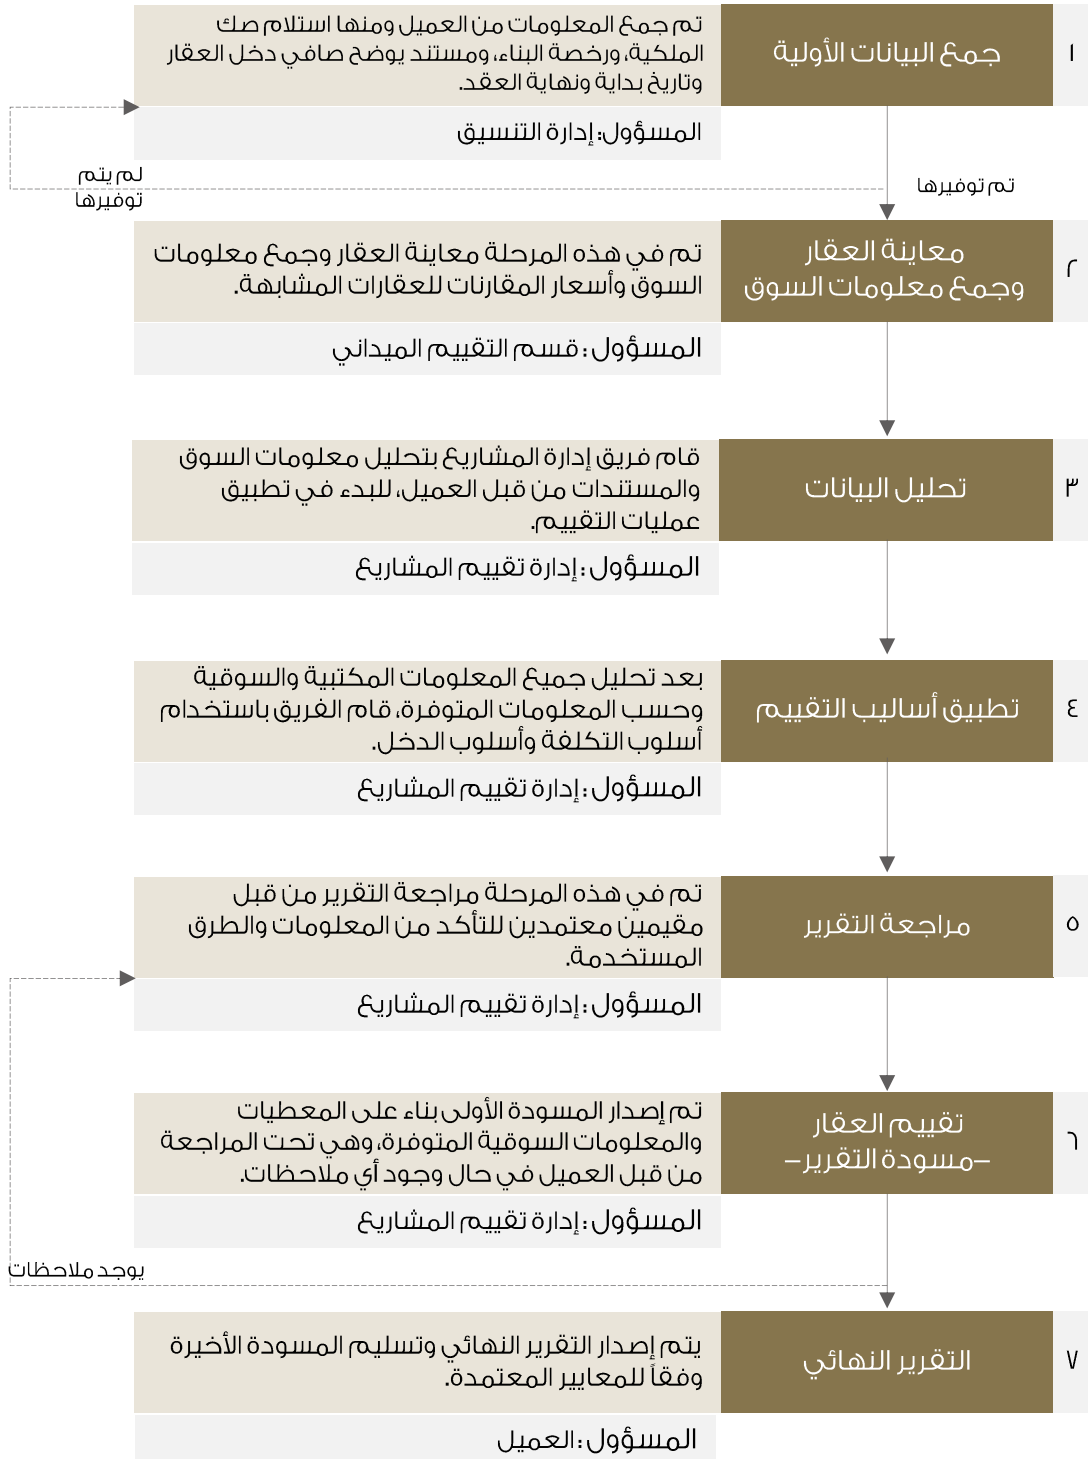 ١
جمع البيانات الأولية
تم جمع المعلومات من العميل ومنها استلام صك
الملكية، ورخصة البناء، ومستند يوضح صافي دخل العقار
وتاريخ بداية ونهاية العقد.
المسؤول: إدارة التنسيق
تم توفيرها
لم يتم
توفيرها
٢
معاينة العقار
وجمع معلومات السوق
تم في هذه المرحلة معاينة العقار وجمع معلومات
السوق وأسعار المقارنات للعقارات المشابهة.
المسؤول : قسم التقييم الميداني
٣
تحليل البيانات
قام فريق إدارة المشاريع بتحليل معلومات السوق
والمستندات من قبل العميل، للبدء في تطبيق
عمليات التقييم.
المسؤول : إدارة تقييم المشاريع
٤
تطبيق أساليب التقييم
بعد تحليل جميع المعلومات المكتبية والسوقية
وحسب المعلومات المتوفرة، قام الفريق باستخدام
أسلوب التكلفة وأسلوب الدخل.
المسؤول : إدارة تقييم المشاريع
٥
مراجعة التقرير
تم في هذه المرحلة مراجعة التقرير من قبل
مقيمين معتمدين للتأكد من المعلومات والطرق
المستخدمة.
المسؤول : إدارة تقييم المشاريع
٦
تقييم العقار
–مسودة التقرير–
تم إصدار المسودة الأولى بناء على المعطيات
والمعلومات السوقية المتوفرة، وهي تحت المراجعة
من قبل العميل في حال وجود أي ملاحظات.
المسؤول : إدارة تقييم المشاريع
يوجد ملاحظات
٧
التقرير النهائي
يتم إصدار التقرير النهائي وتسليم المسودة الأخيرة
وفقاً للمعايير المعتمدة.
المسؤول : العميل